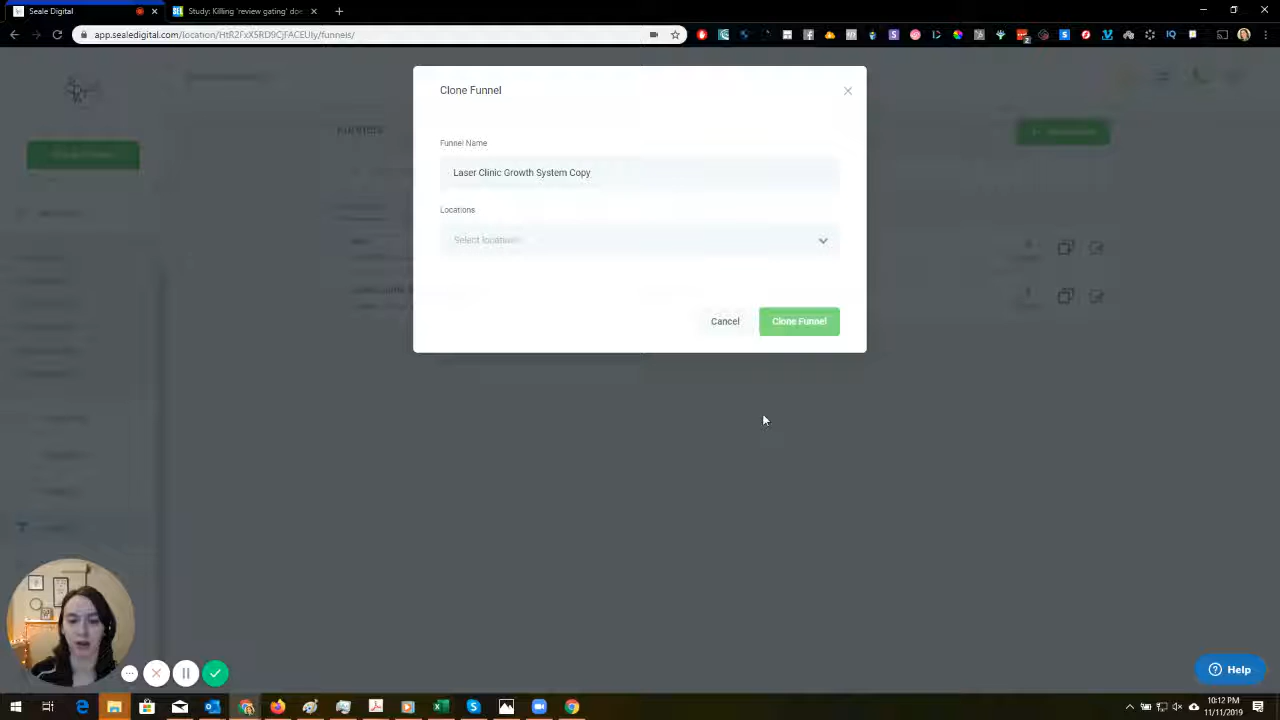 Seale Digital
Study: Killing 'review gating' doe
app.sealedigital.com/location/HtR2FxX5RD9CjFACEUly/funnels/
Clone Funnel
Funnel Name
Laser Clinic Growth System Copy
Locations
Select locations
Cancel
Clone Funnel
Help
10:12 PM
11/11/2019